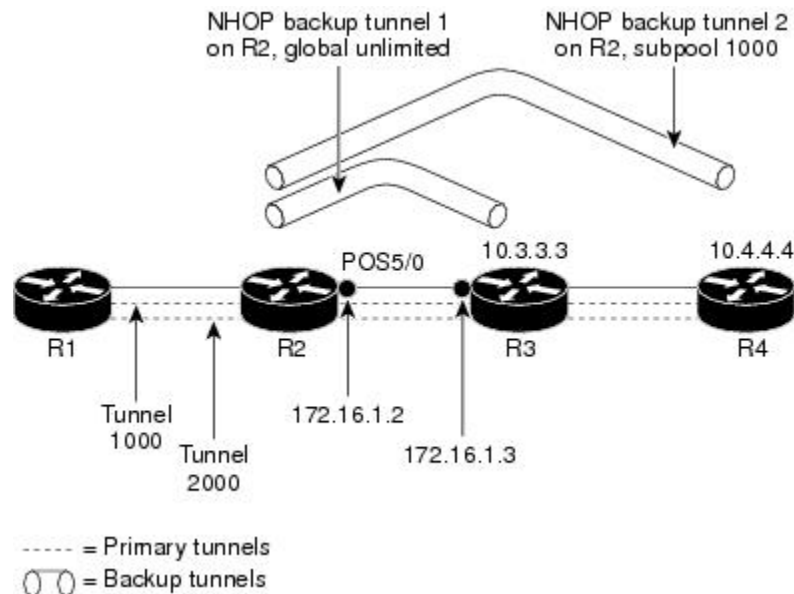 NHOP backup tunnel 1
on R2, global unlimited
NHOP backup tunnel 2
on R2, subpool 1000
POS5/0
10.3.3.3
10.4.4.4
R1
R2
R3
R4
Tunnel
1000
Tunnel
2000
172.16.1.2
172.16.1.3
= Primary tunnels
= Backup tunnels